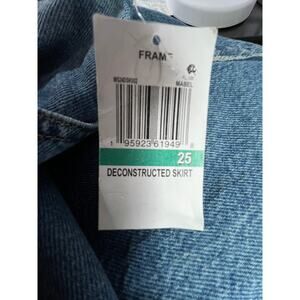 FRAME
MABEL
1 95923 61949 8
25
DECONSTRUCTED SKIRT